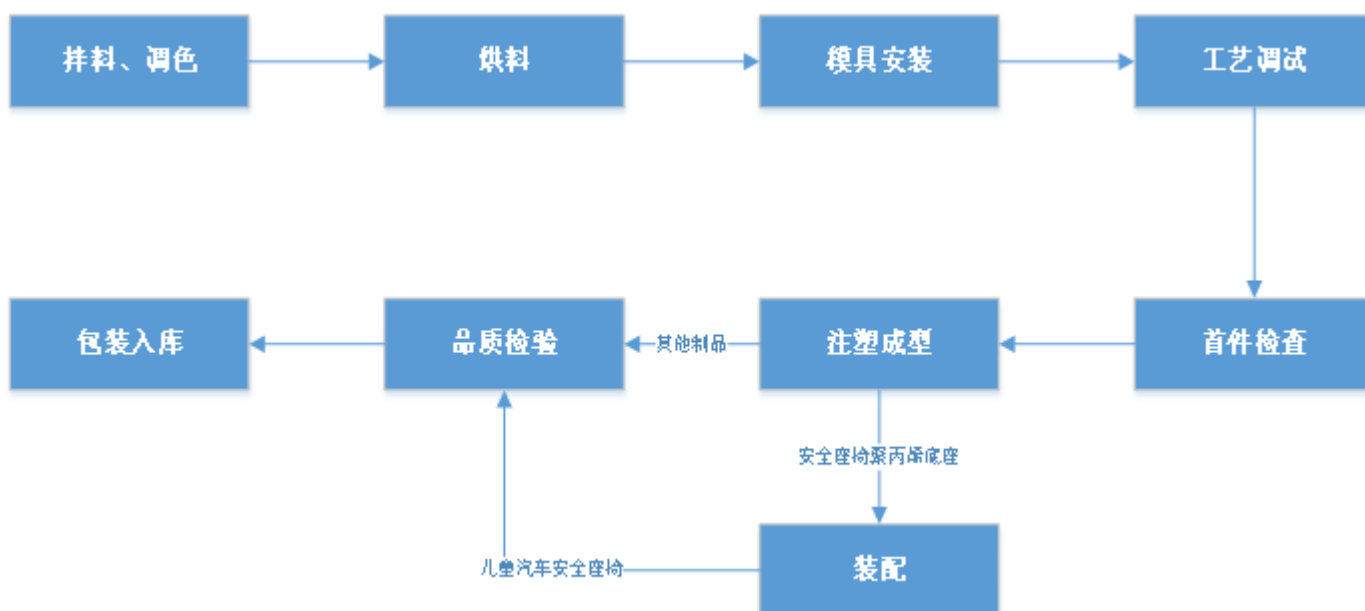 拌料、调色
烘料
模具安装
工艺调试
包装入库
品质检验
其他制品
注塑成型
首件检查
安全座椅聚丙烯底座
儿童汽车安全座椅
装配